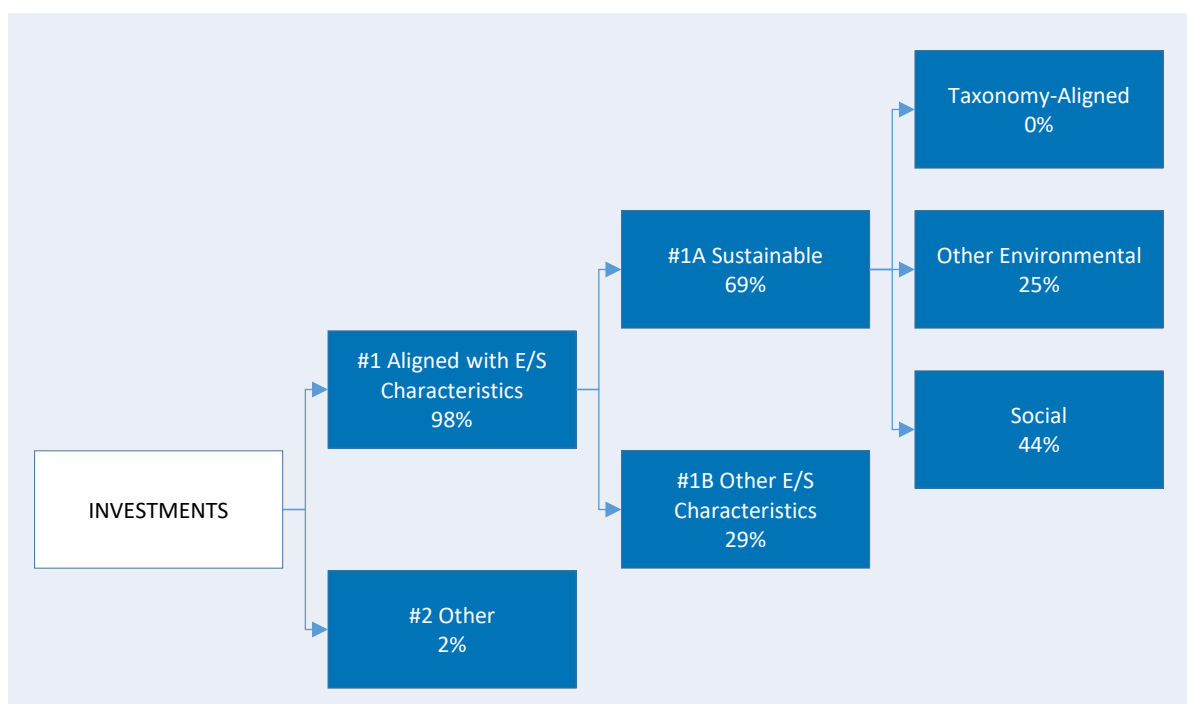 INVESTMENTS
#1 Aligned with E/S
Characteristics
98%
#2 Other
2%
#1A Sustainable
69%
#1B Other E/S
Characteristics
29%
Taxonomy-Aligned
0%
Other Environmental
25%
Social
44%